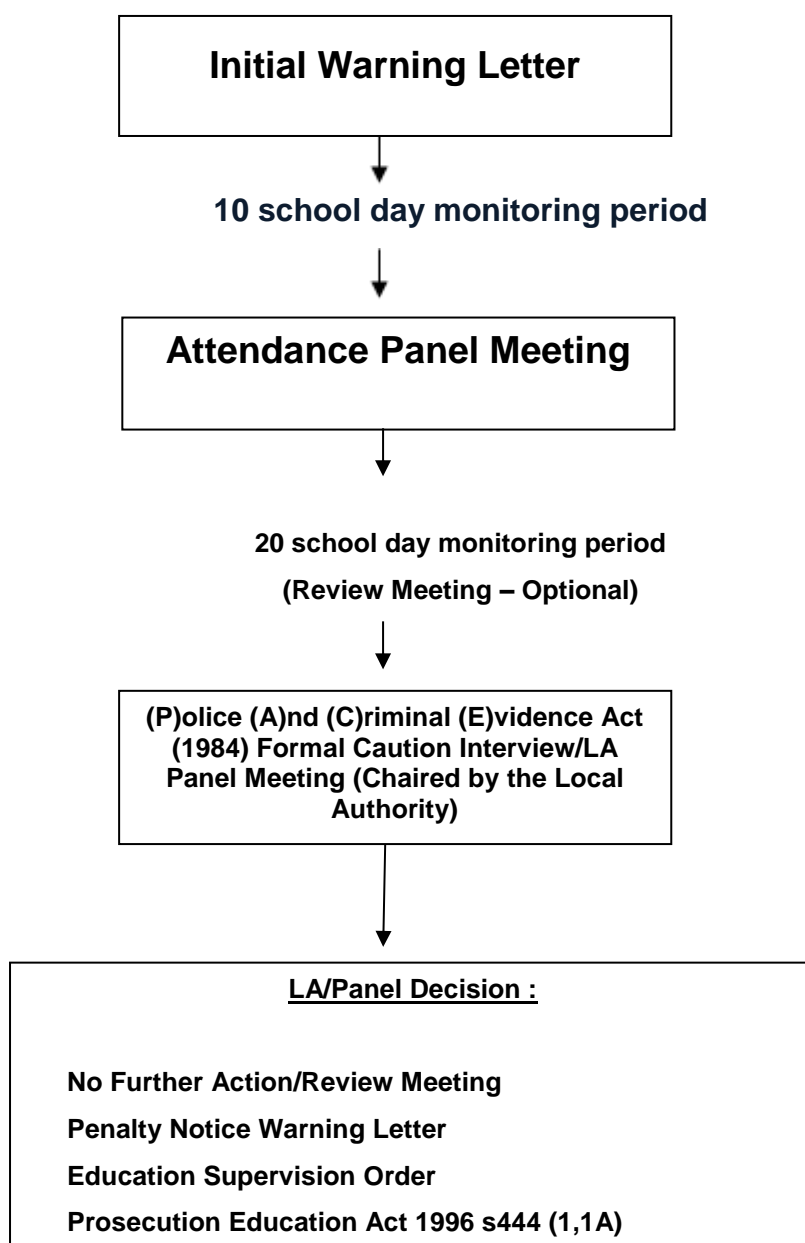 Initial Warning Letter
10 school day monitoring period
Attendance Panel Meeting
20 school day monitoring period
(Review Meeting – Optional)
(P)olice (A)nd (C)riminal (E)vidence Act
(1984) Formal Caution Interview/LA
Panel Meeting (Chaired by the Local
Authority)
LA/Panel Decision :
No Further Action/Review Meeting
Penalty Notice Warning Letter
Education Supervision Order
Prosecution Education Act 1996 s444 (1,1A)